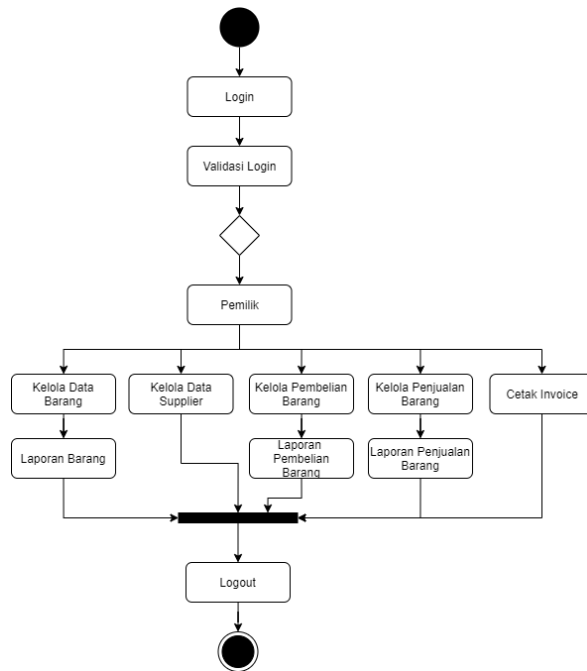 Login
Validasi Login
Pemilik
Kelola Data
Barang
Kelola Data
Supplier
Kelola Pembelian
Barang
Kelola Penjualan
Barang
Cetak Invoice
Laporan Barang
Laporan
Pembelian
Barang
Laporan Penjualan
Barang
Logout